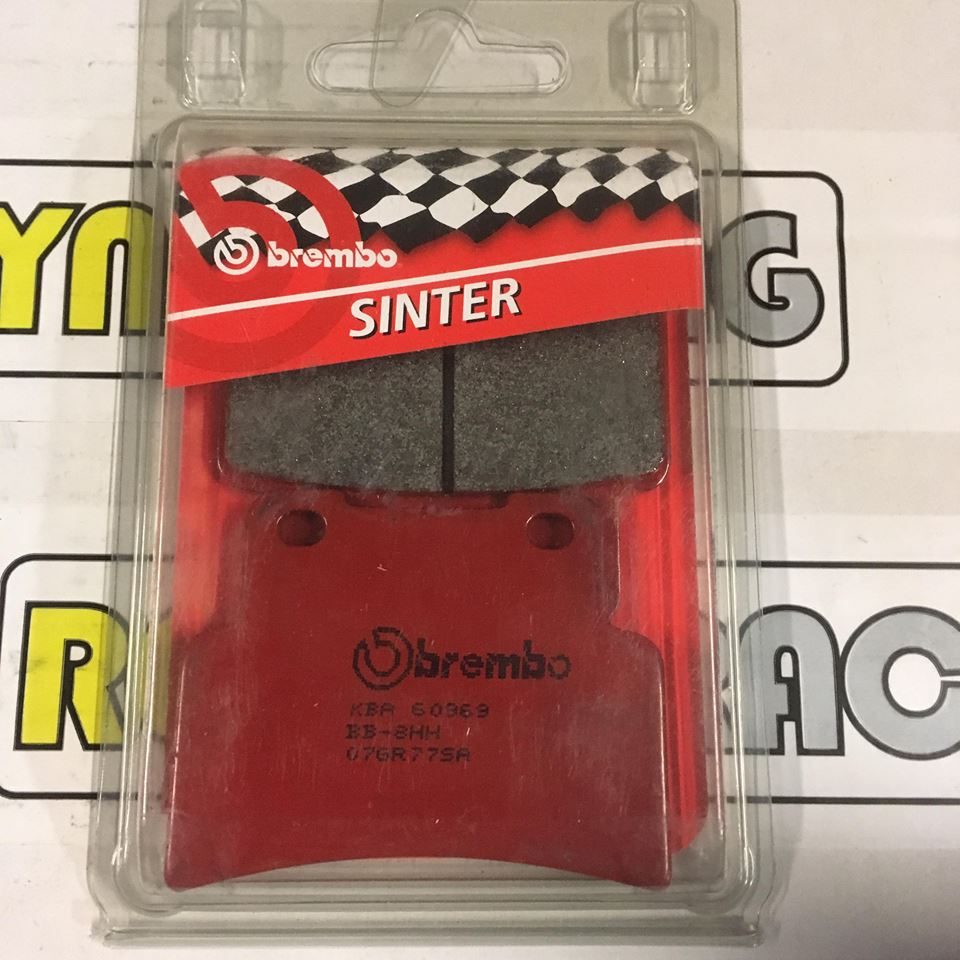 brembo
SINTER
brembo
KBA 60969
BB-8HH
07GR77SA